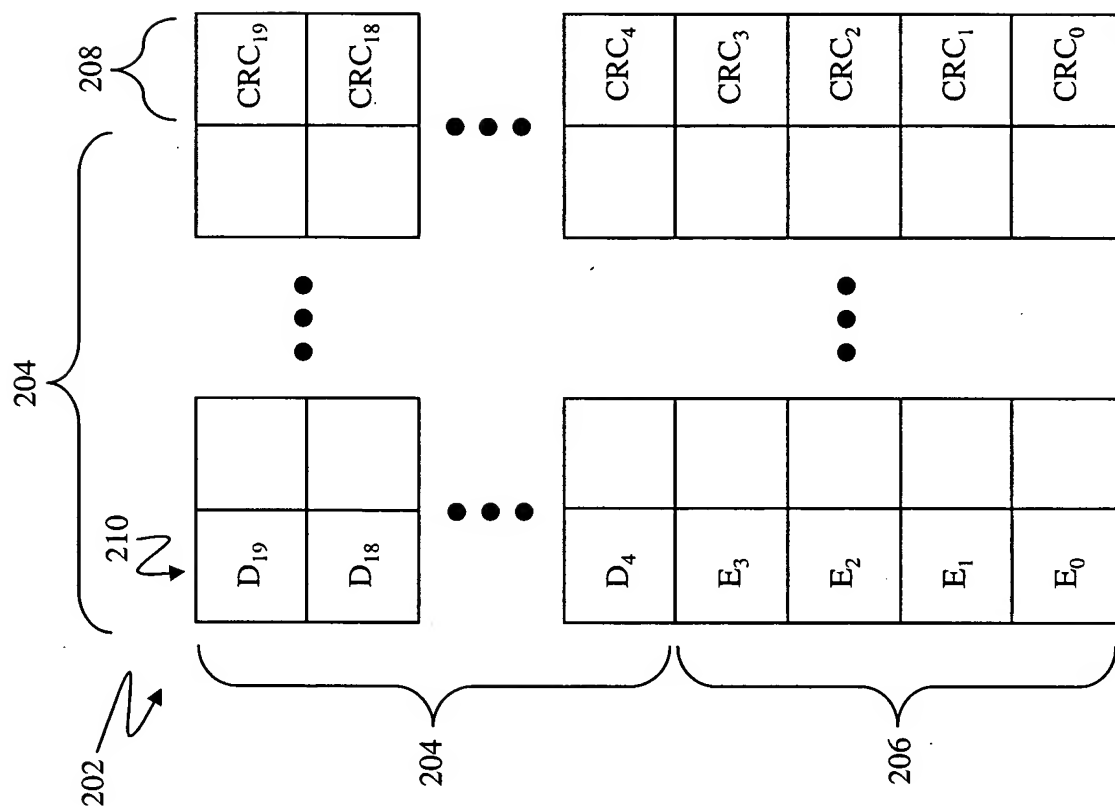 208
204
210
202
D₁₉ CRC₁₉
D₁₈ CRC₁₈
204
D₄ CRC₄
E₃ CRC₃
E₂ CRC₂
206
E₁ CRC₁
E₀ CRC₀